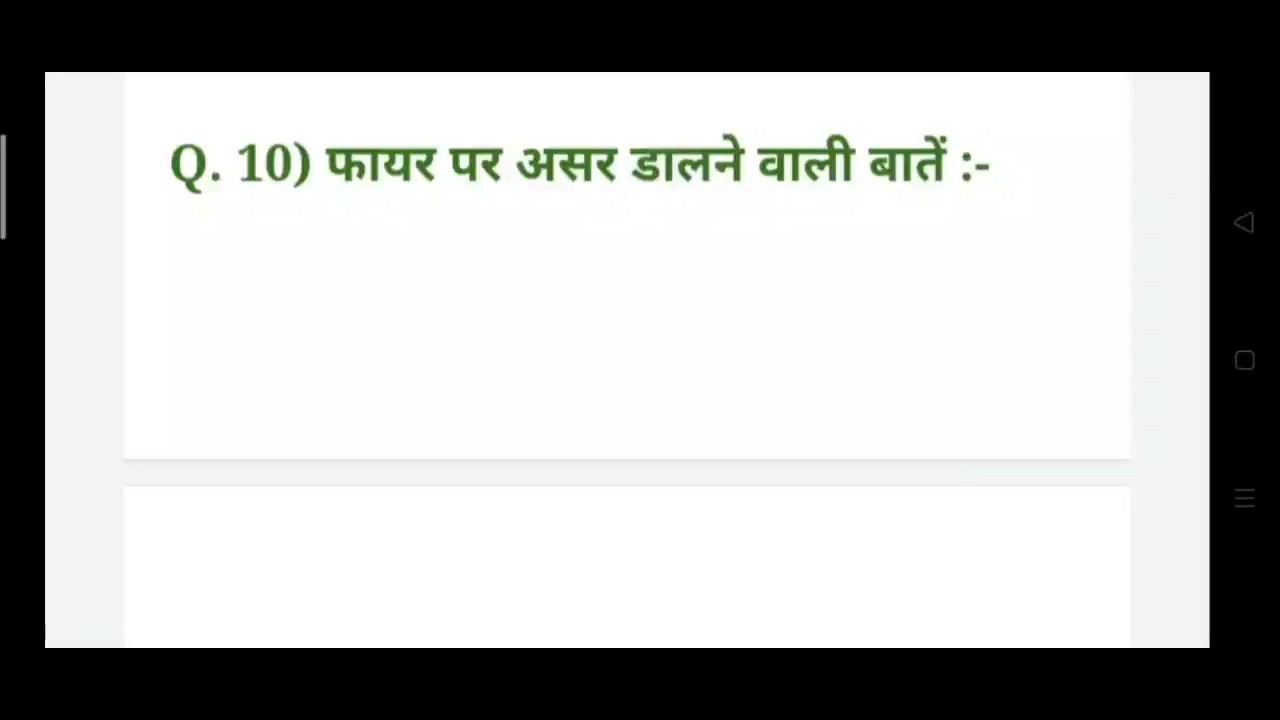 Q. 10) फायर पर असर डालने वाली बातें :-